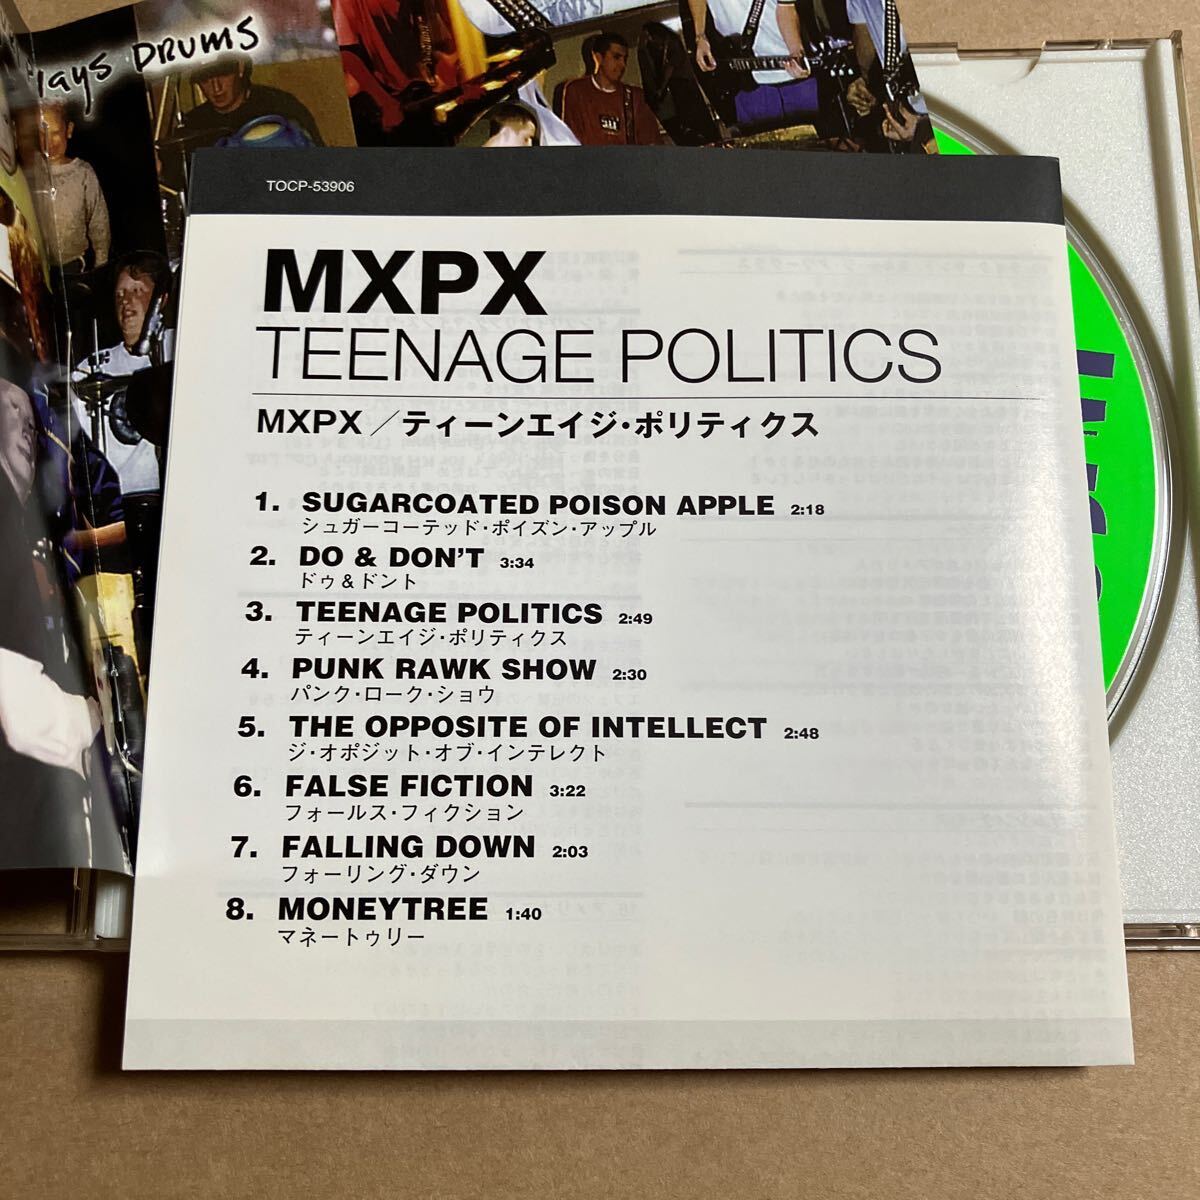 plays DRUMS
TOCP-53906
MXPX
TEENAGE POLITICS
MXPX／ティーンエイジ・ポリティクス
1. SUGARCOATED POISON APPLE 2:18
シュガーコーテッド・ポイズン・アップル
2. DO & DON'T 3:34
ドゥ＆ドント
3. TEENAGE POLITICS 2:49
ティーンエイジ・ポリティクス
4. PUNK RAWK SHOW 2:30
パンク・ローク・ショウ
5. THE OPPOSITE OF INTELLECT 2:48
ジ・オポジット・オブ・インテレクト
6. FALSE FICTION 3:22
フォールス・フィクション
7. FALLING DOWN 2:03
フォーリング・ダウン
8. MONEYTREE 1:40
マネートゥリー